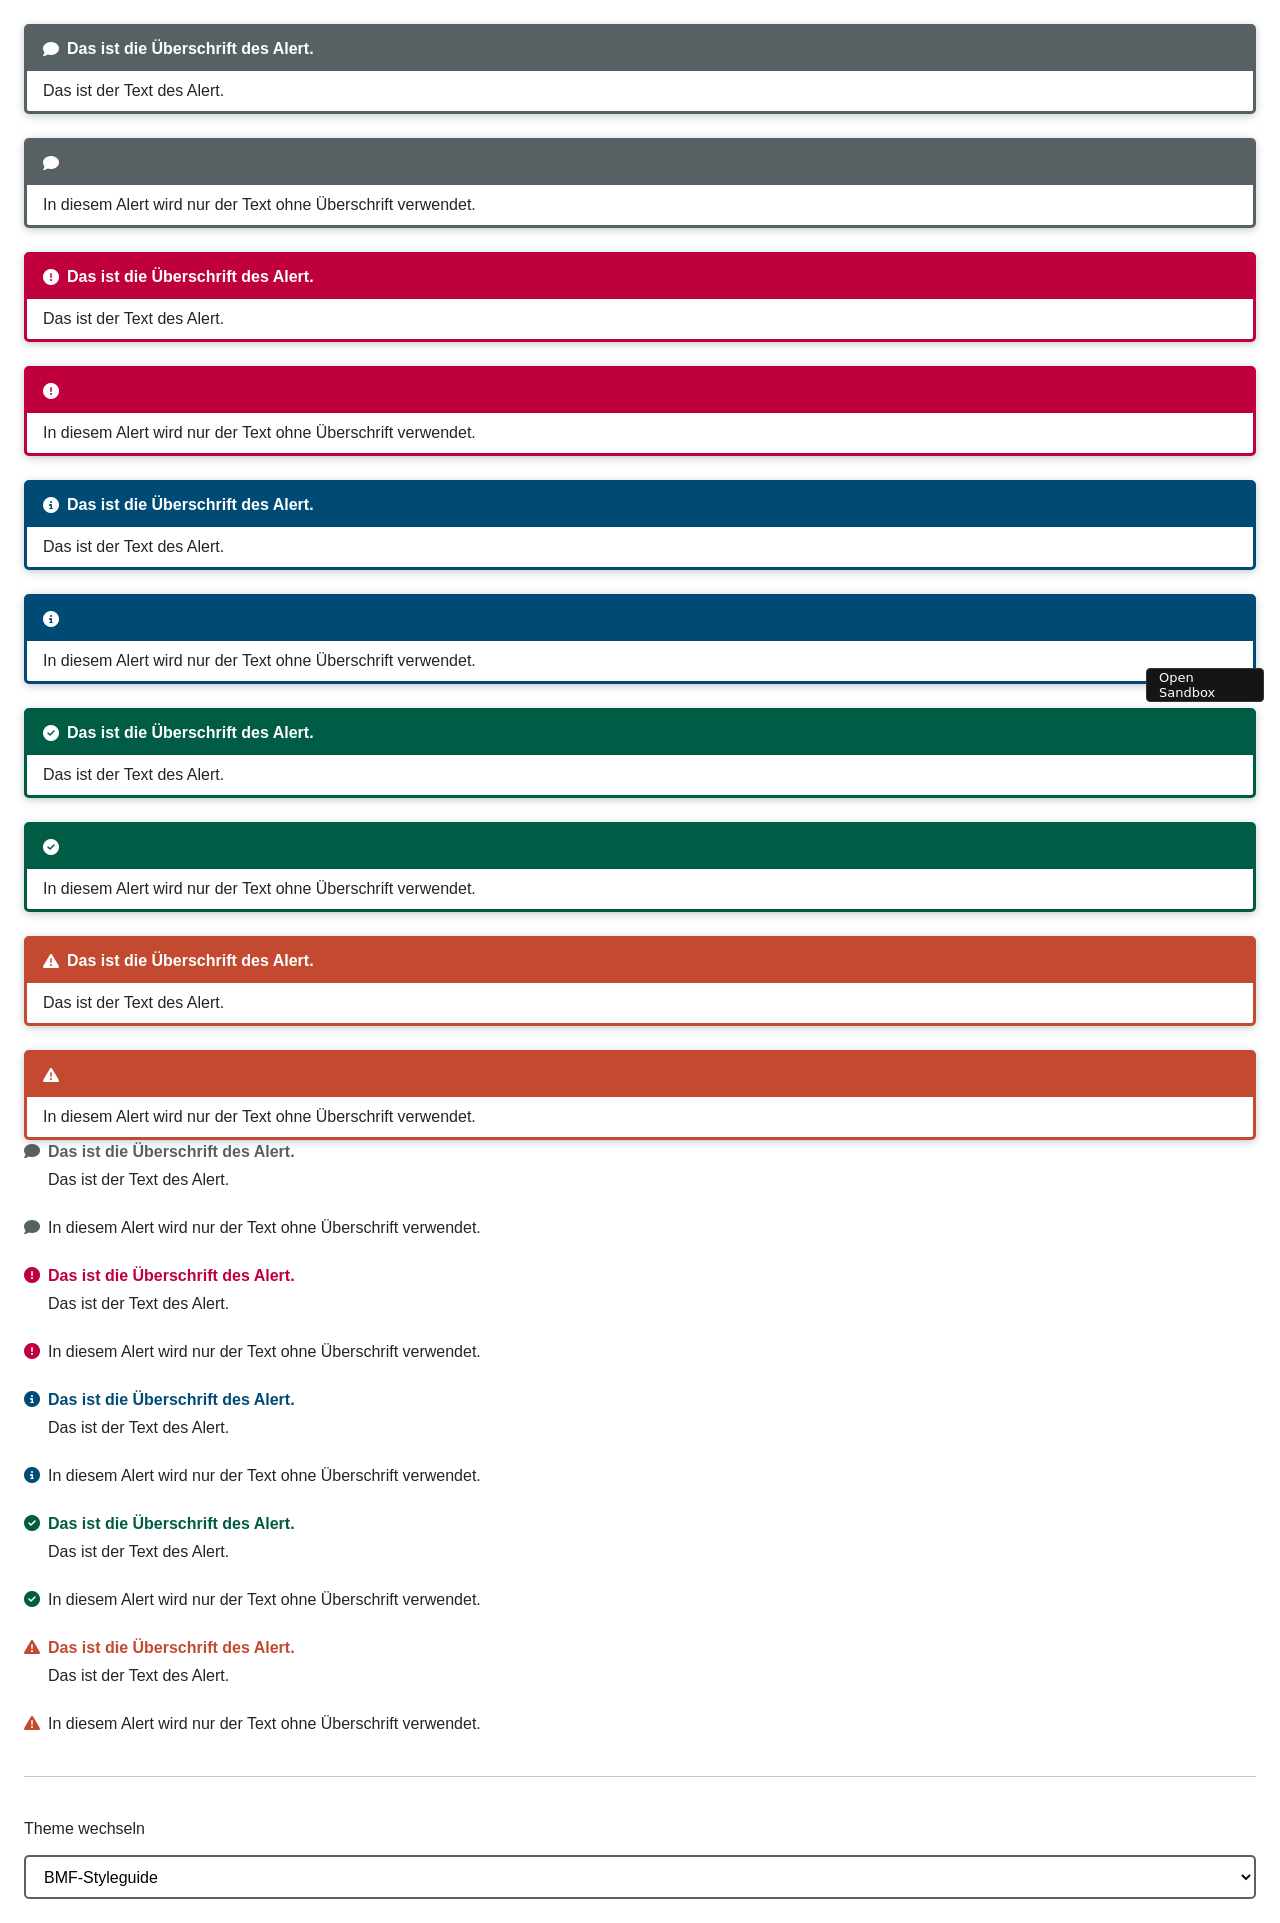 Das ist die Überschrift des Alert.
Das ist der Text des Alert.
In diesem Alert wird nur der Text ohne Überschrift verwendet.
Das ist die Überschrift des Alert.
Das ist der Text des Alert.
In diesem Alert wird nur der Text ohne Überschrift verwendet.
Das ist die Überschrift des Alert.
Das ist der Text des Alert.
In diesem Alert wird nur der Text ohne Überschrift verwendet.
Open
Sandbox
Das ist die Überschrift des Alert.
Das ist der Text des Alert.
In diesem Alert wird nur der Text ohne Überschrift verwendet.
Das ist die Überschrift des Alert.
Das ist der Text des Alert.
In diesem Alert wird nur der Text ohne Überschrift verwendet.
Das ist die Überschrift des Alert.
Das ist der Text des Alert.
In diesem Alert wird nur der Text ohne Überschrift verwendet.
Das ist die Überschrift des Alert.
Das ist der Text des Alert.
In diesem Alert wird nur der Text ohne Überschrift verwendet.
Das ist die Überschrift des Alert.
Das ist der Text des Alert.
In diesem Alert wird nur der Text ohne Überschrift verwendet.
Das ist die Überschrift des Alert.
Das ist der Text des Alert.
In diesem Alert wird nur der Text ohne Überschrift verwendet.
Das ist die Überschrift des Alert.
Das ist der Text des Alert.
In diesem Alert wird nur der Text ohne Überschrift verwendet.
Theme wechseln
BMF-Styleguide